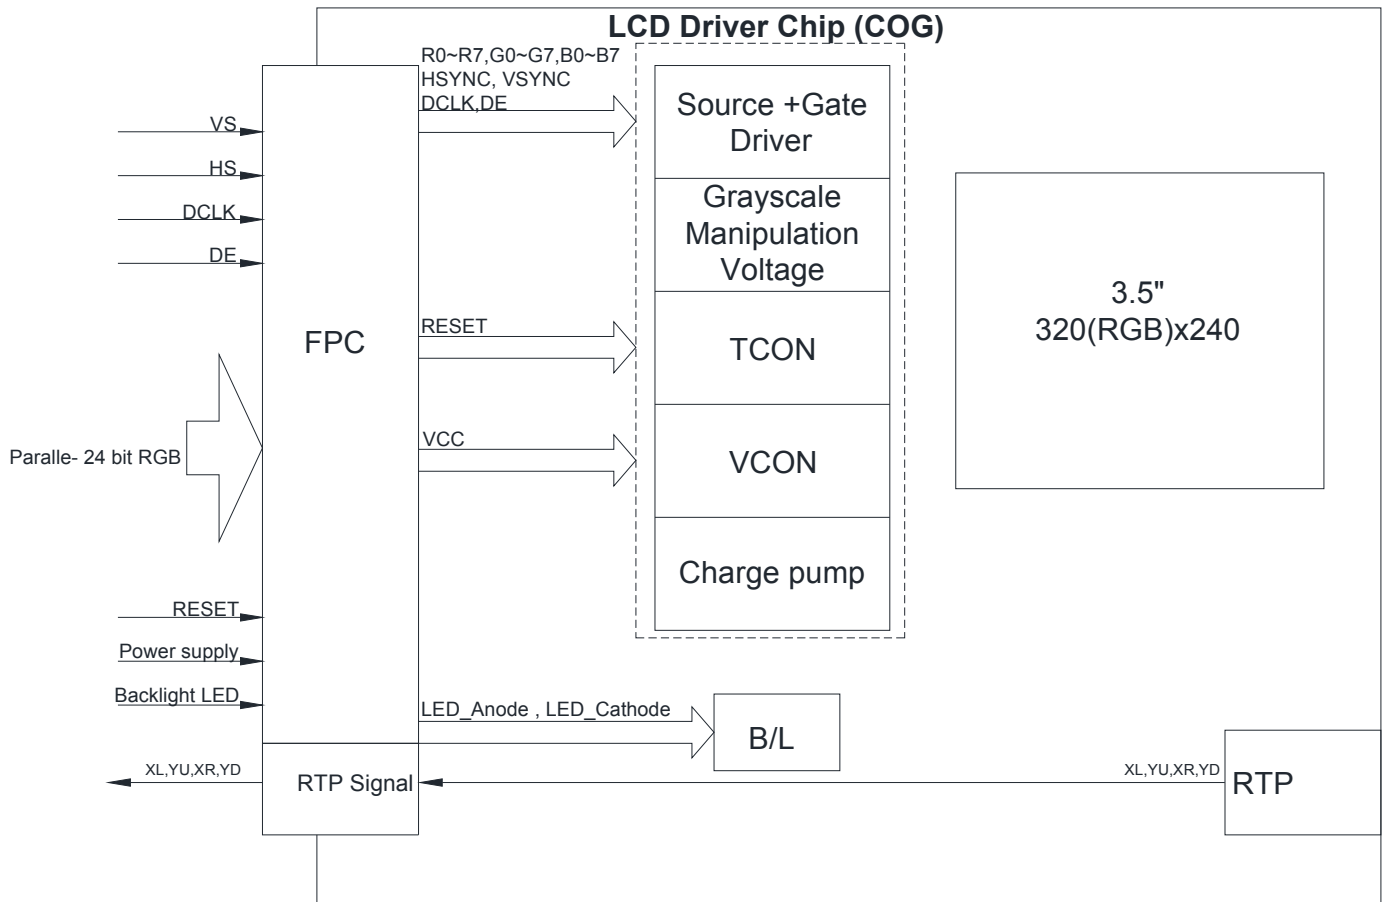 LCD Driver Chip (COG)
R0~R7,G0~G7,B0~B7
HSYNC, VSYNC
DCLK,DE
VS
HS
DCLK
DE
FPC
Source +Gate
Driver
Grayscale
Manipulation
Voltage
3.5"
320(RGB)x240
RESET
TCON
VCC
VCON
Paralle- 24 bit RGB
Charge pump
RESET
Power supply
Backlight LED
LED_Anode , LED_Cathode
B/L
XL,YU,XR,YD
RTP Signal
XL,YU,XR,YD
RTP